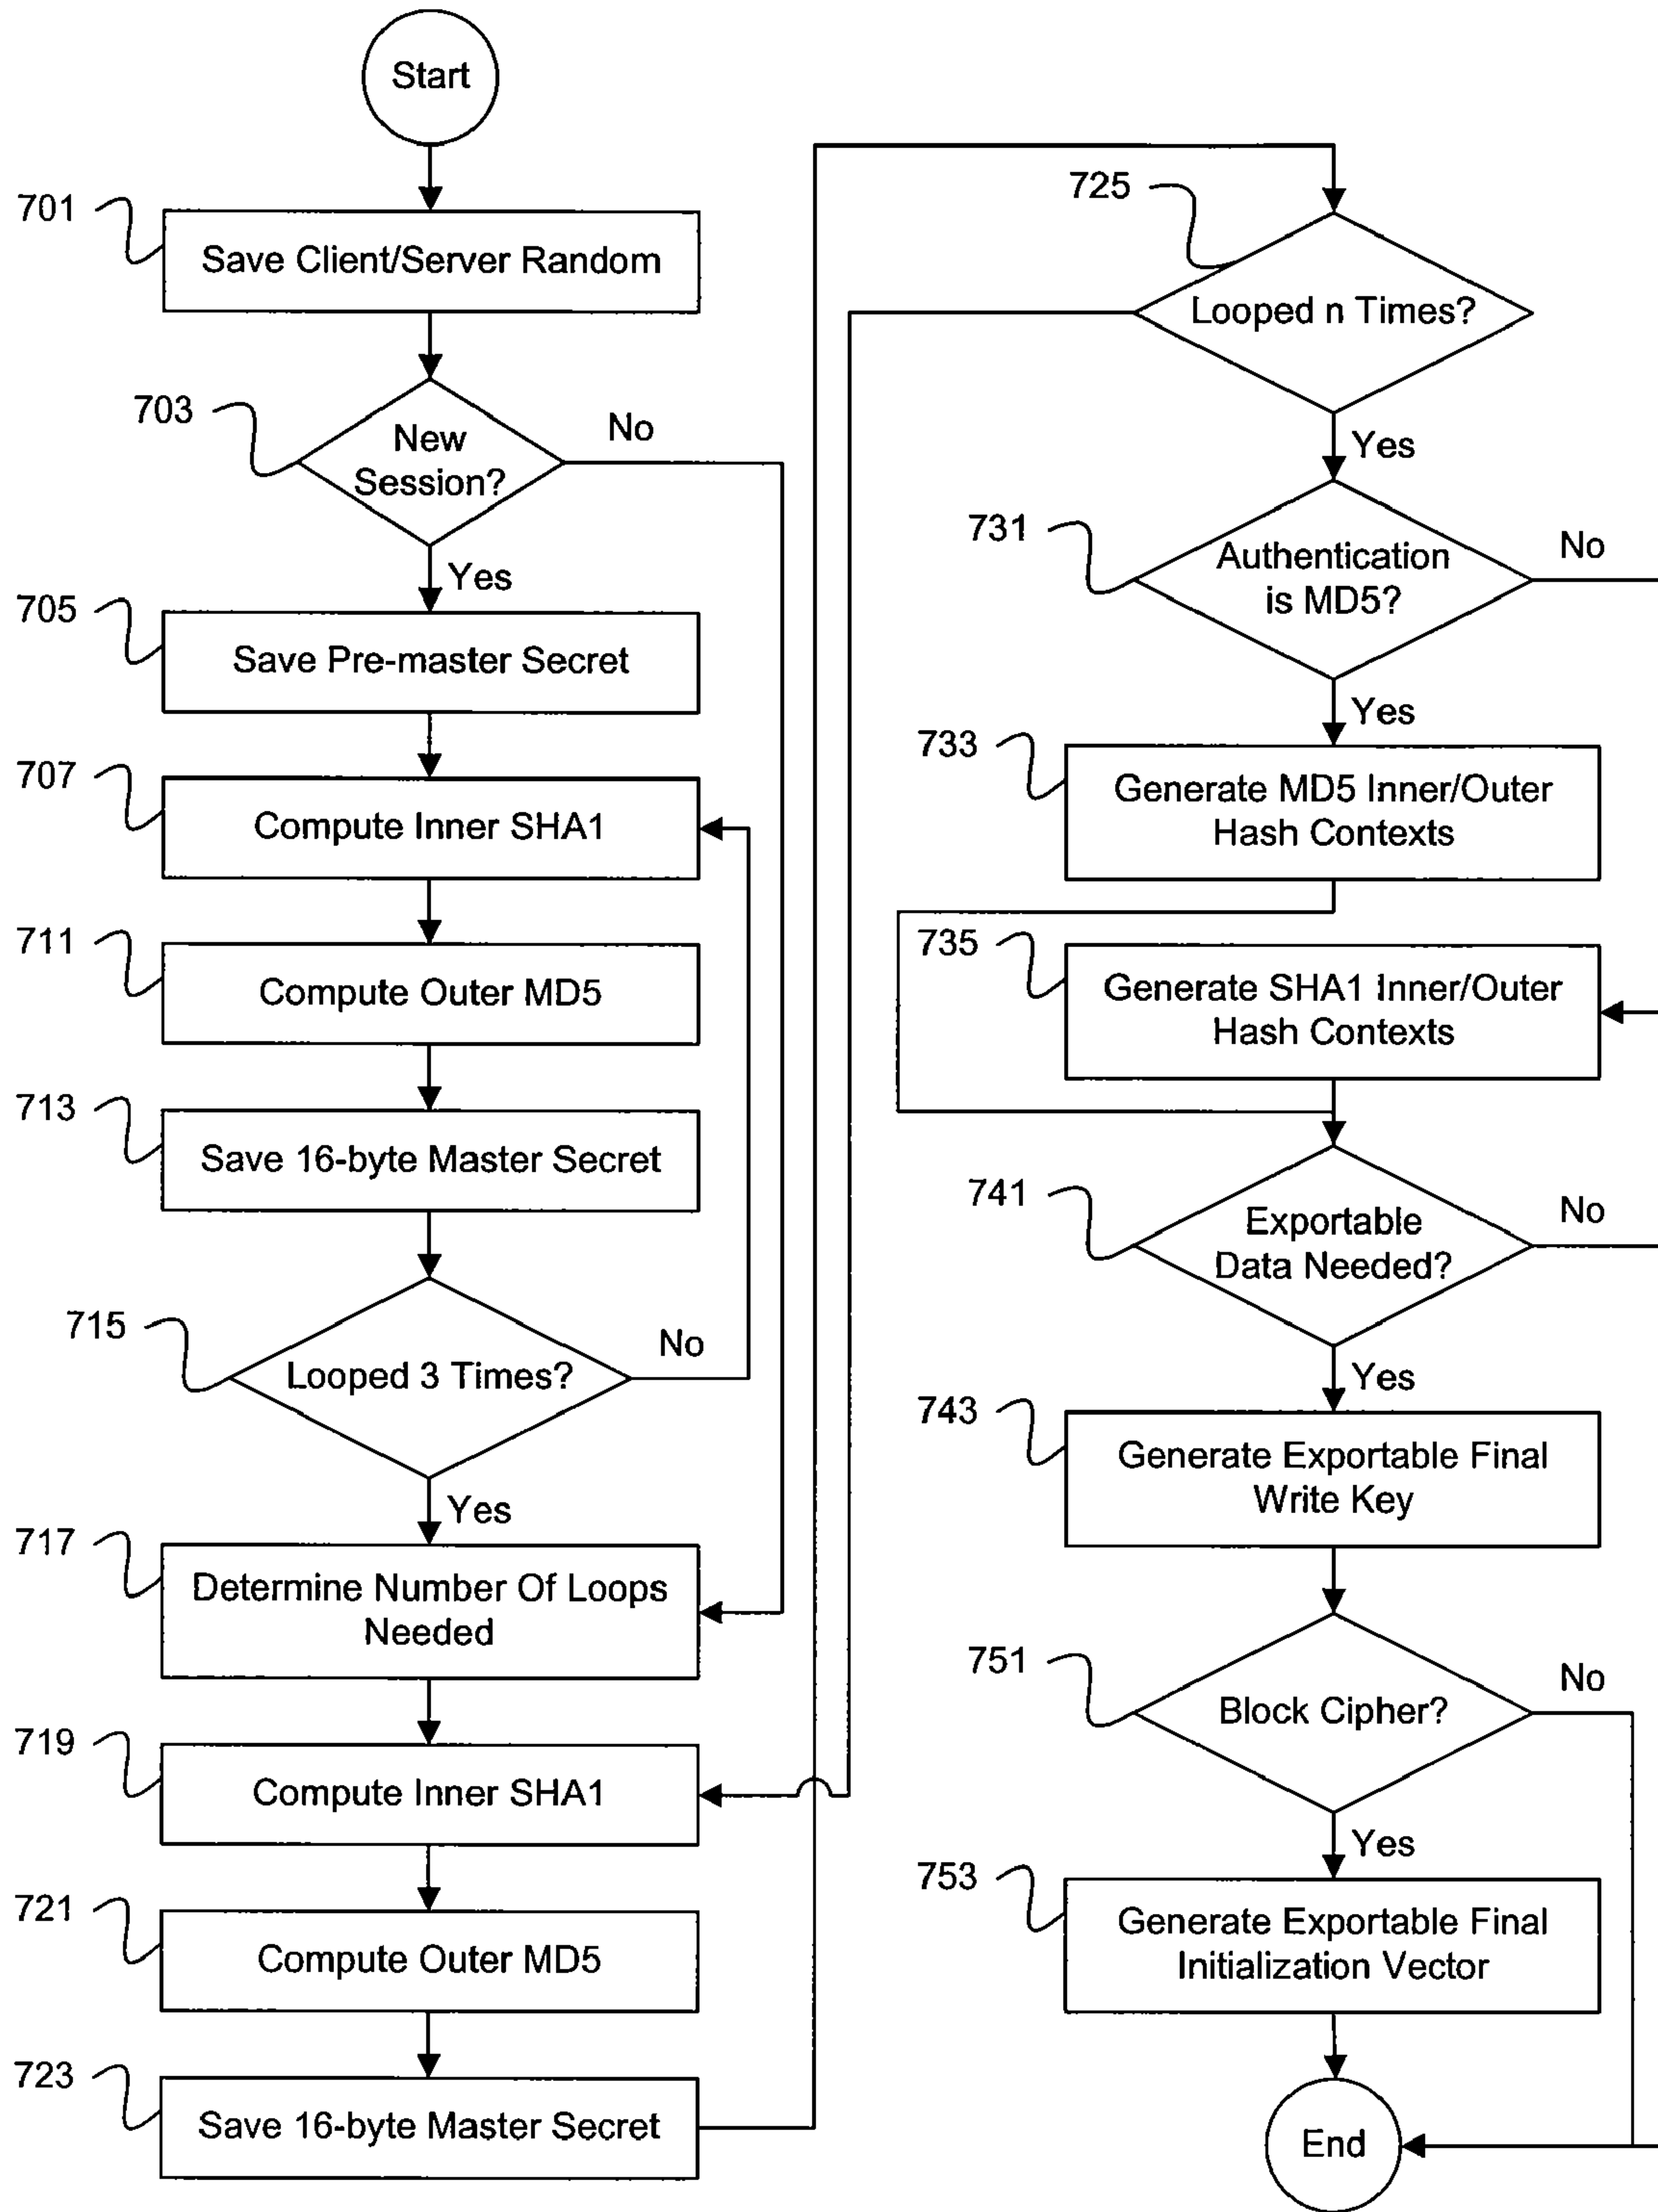 Start
701
Save Client/Server Random
703
New
Session?
No
Yes
705
Save Pre-master Secret
707
Compute Inner SHA1
711
Compute Outer MD5
713
Save 16-byte Master Secret
715
Looped 3 Times?
No
Yes
717
Determine Number Of Loops
Needed
719
Compute Inner SHA1
721
Compute Outer MD5
723
Save 16-byte Master Secret
725
Looped n Times?
Yes
731
Authentication
is MD5?
No
Yes
733
Generate MD5 Inner/Outer
Hash Contexts
735
Generate SHA1 Inner/Outer
Hash Contexts
741
Exportable
Data Needed?
No
Yes
743
Generate Exportable Final
Write Key
751
Block Cipher?
No
Yes
753
Generate Exportable Final
Initialization Vector
End